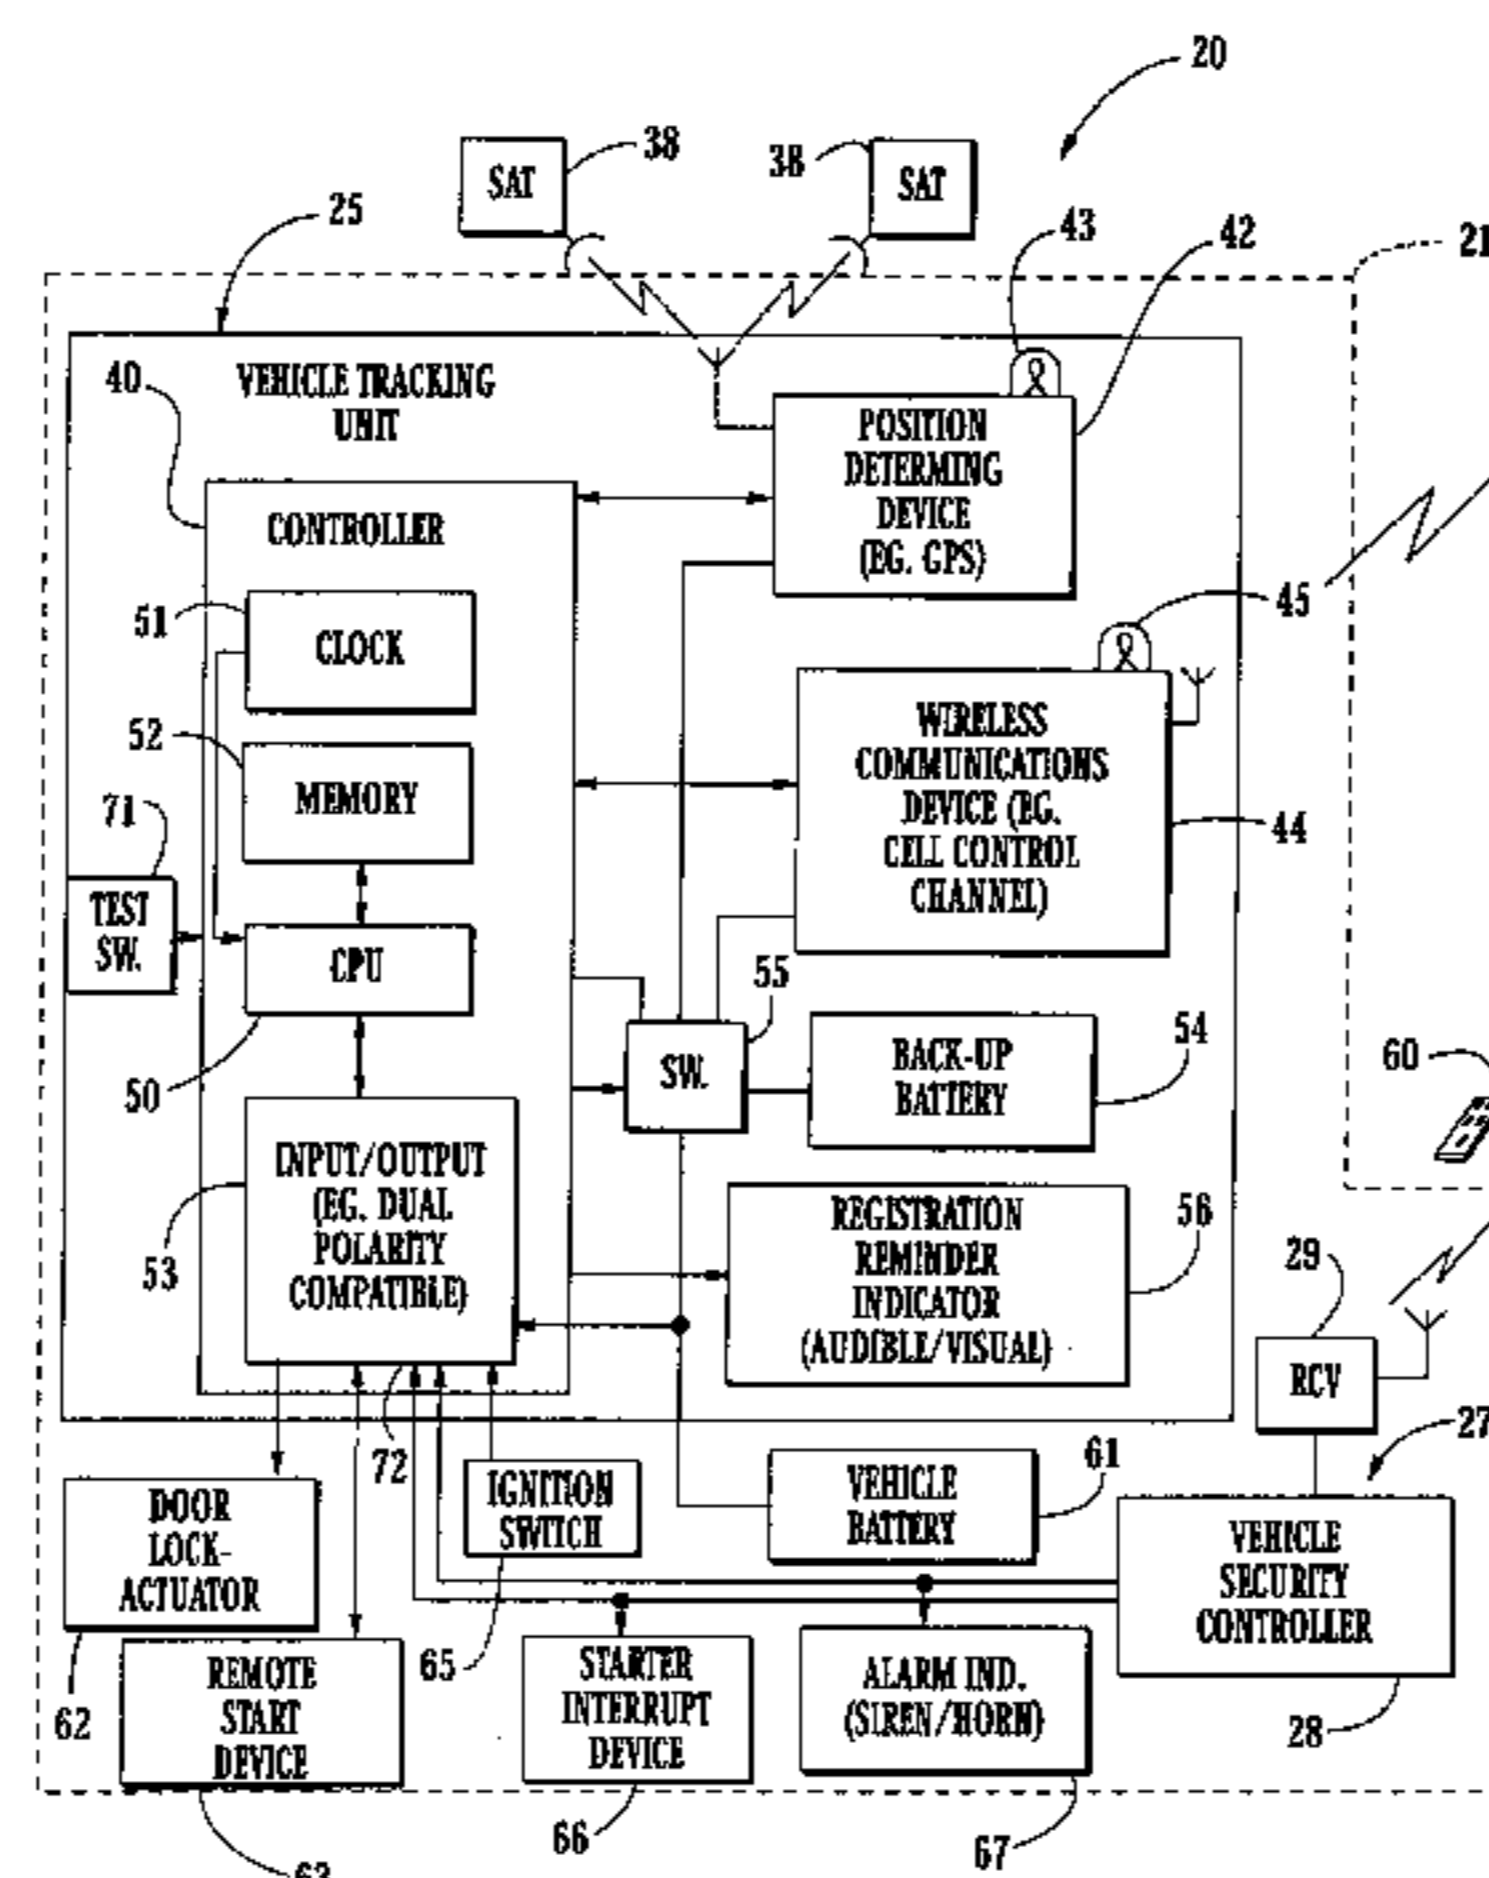 20
SAT
38
38
SAT
25
43
42
21
VEHICLE TRACKING
UNIT
40
POSITION
DETERMING
DEVICE
(EG. GPS)
CONTROLLER
51
CLOCK
45
52
MEMORY
WIRELESS
COMMUNICATIONS
DEVICE (EG.
CELL CONTROL
CHANNEL)
44
71
TEST
SW.
CPU
50
55
SW.
BACK-UP
BATTERY
54
60
INPUT/OUTPUT
(EG. DUAL
POLARITY
COMPATIBLE)
53
REGISTRATION
REMINDER
INDICATOR
(AUDIBLE/VISUAL)
56
29
RCV
27
72
DOOR
LOCK-
ACTUATOR
62
IGNITION
SWITCH
65
VEHICLE
BATTERY
61
VEHICLE
SECURITY
CONTROLLER
28
REMOTE
START
DEVICE
63
STARTER
INTERRUPT
DEVICE
66
ALARM IND.
(SIREN/HORN)
67